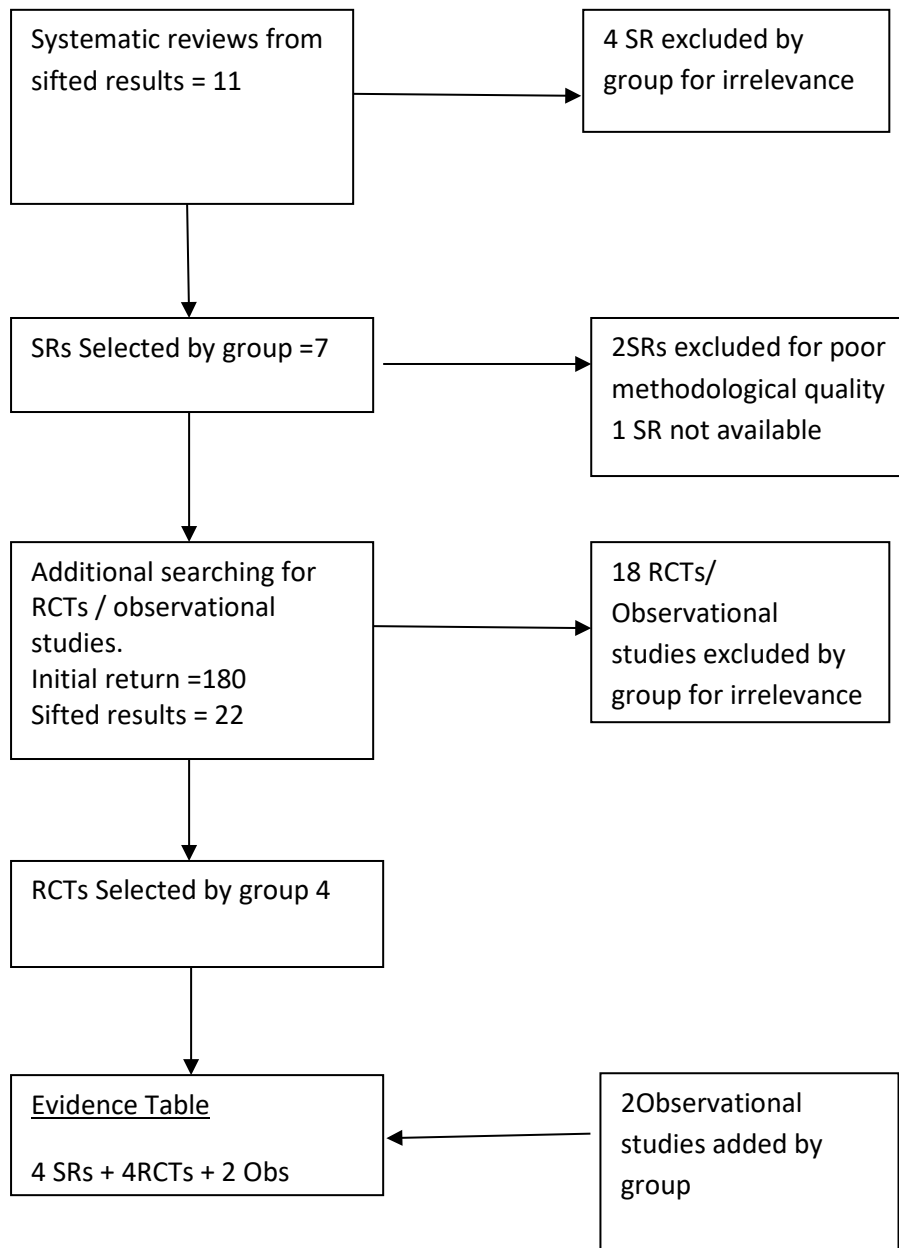 Systematic reviews from
sifted results = 11
4 SR excluded by
group for irrelevance
SRs Selected by group =7
2SRs excluded for poor
methodological quality
1 SR not available
Additional searching for
RCTs / observational
studies.
Initial return =180
Sifted results = 22
18 RCTs/
Observational
studies excluded by
group for irrelevance
RCTs Selected by group 4
Evidence Table
4 SRs + 4RCTs + 2 Obs
2Observational
studies added by
group